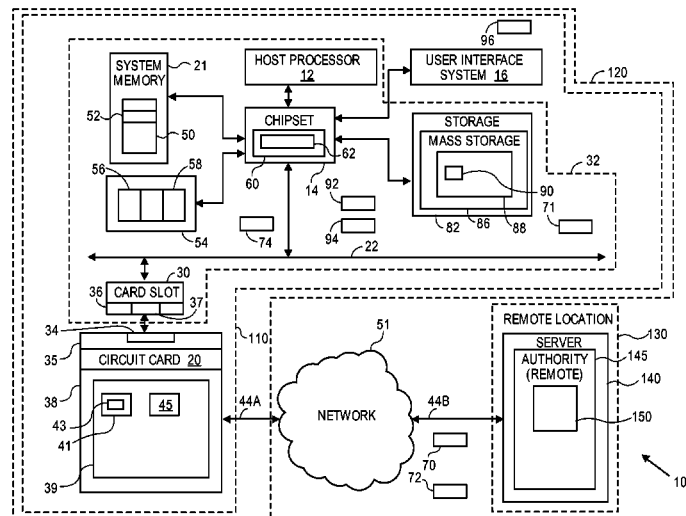 96
SYSTEM
MEMORY
21
HOST PROCESSOR
12
USER INTERFACE
SYSTEM 16
120
52
50
CHIPSET
62
60
14
STORAGE
MASS STORAGE
90
82
86
88
32
56
58
54
92
94
74
71
22
30
CARD SLOT
36
37
34
35
CIRCUIT CARD 20
38
43
41
45
39
110
44A
51
NETWORK
44B
70
72
REMOTE LOCATION
130
SERVER
AUTHORITY
(REMOTE)
145
140
150
10